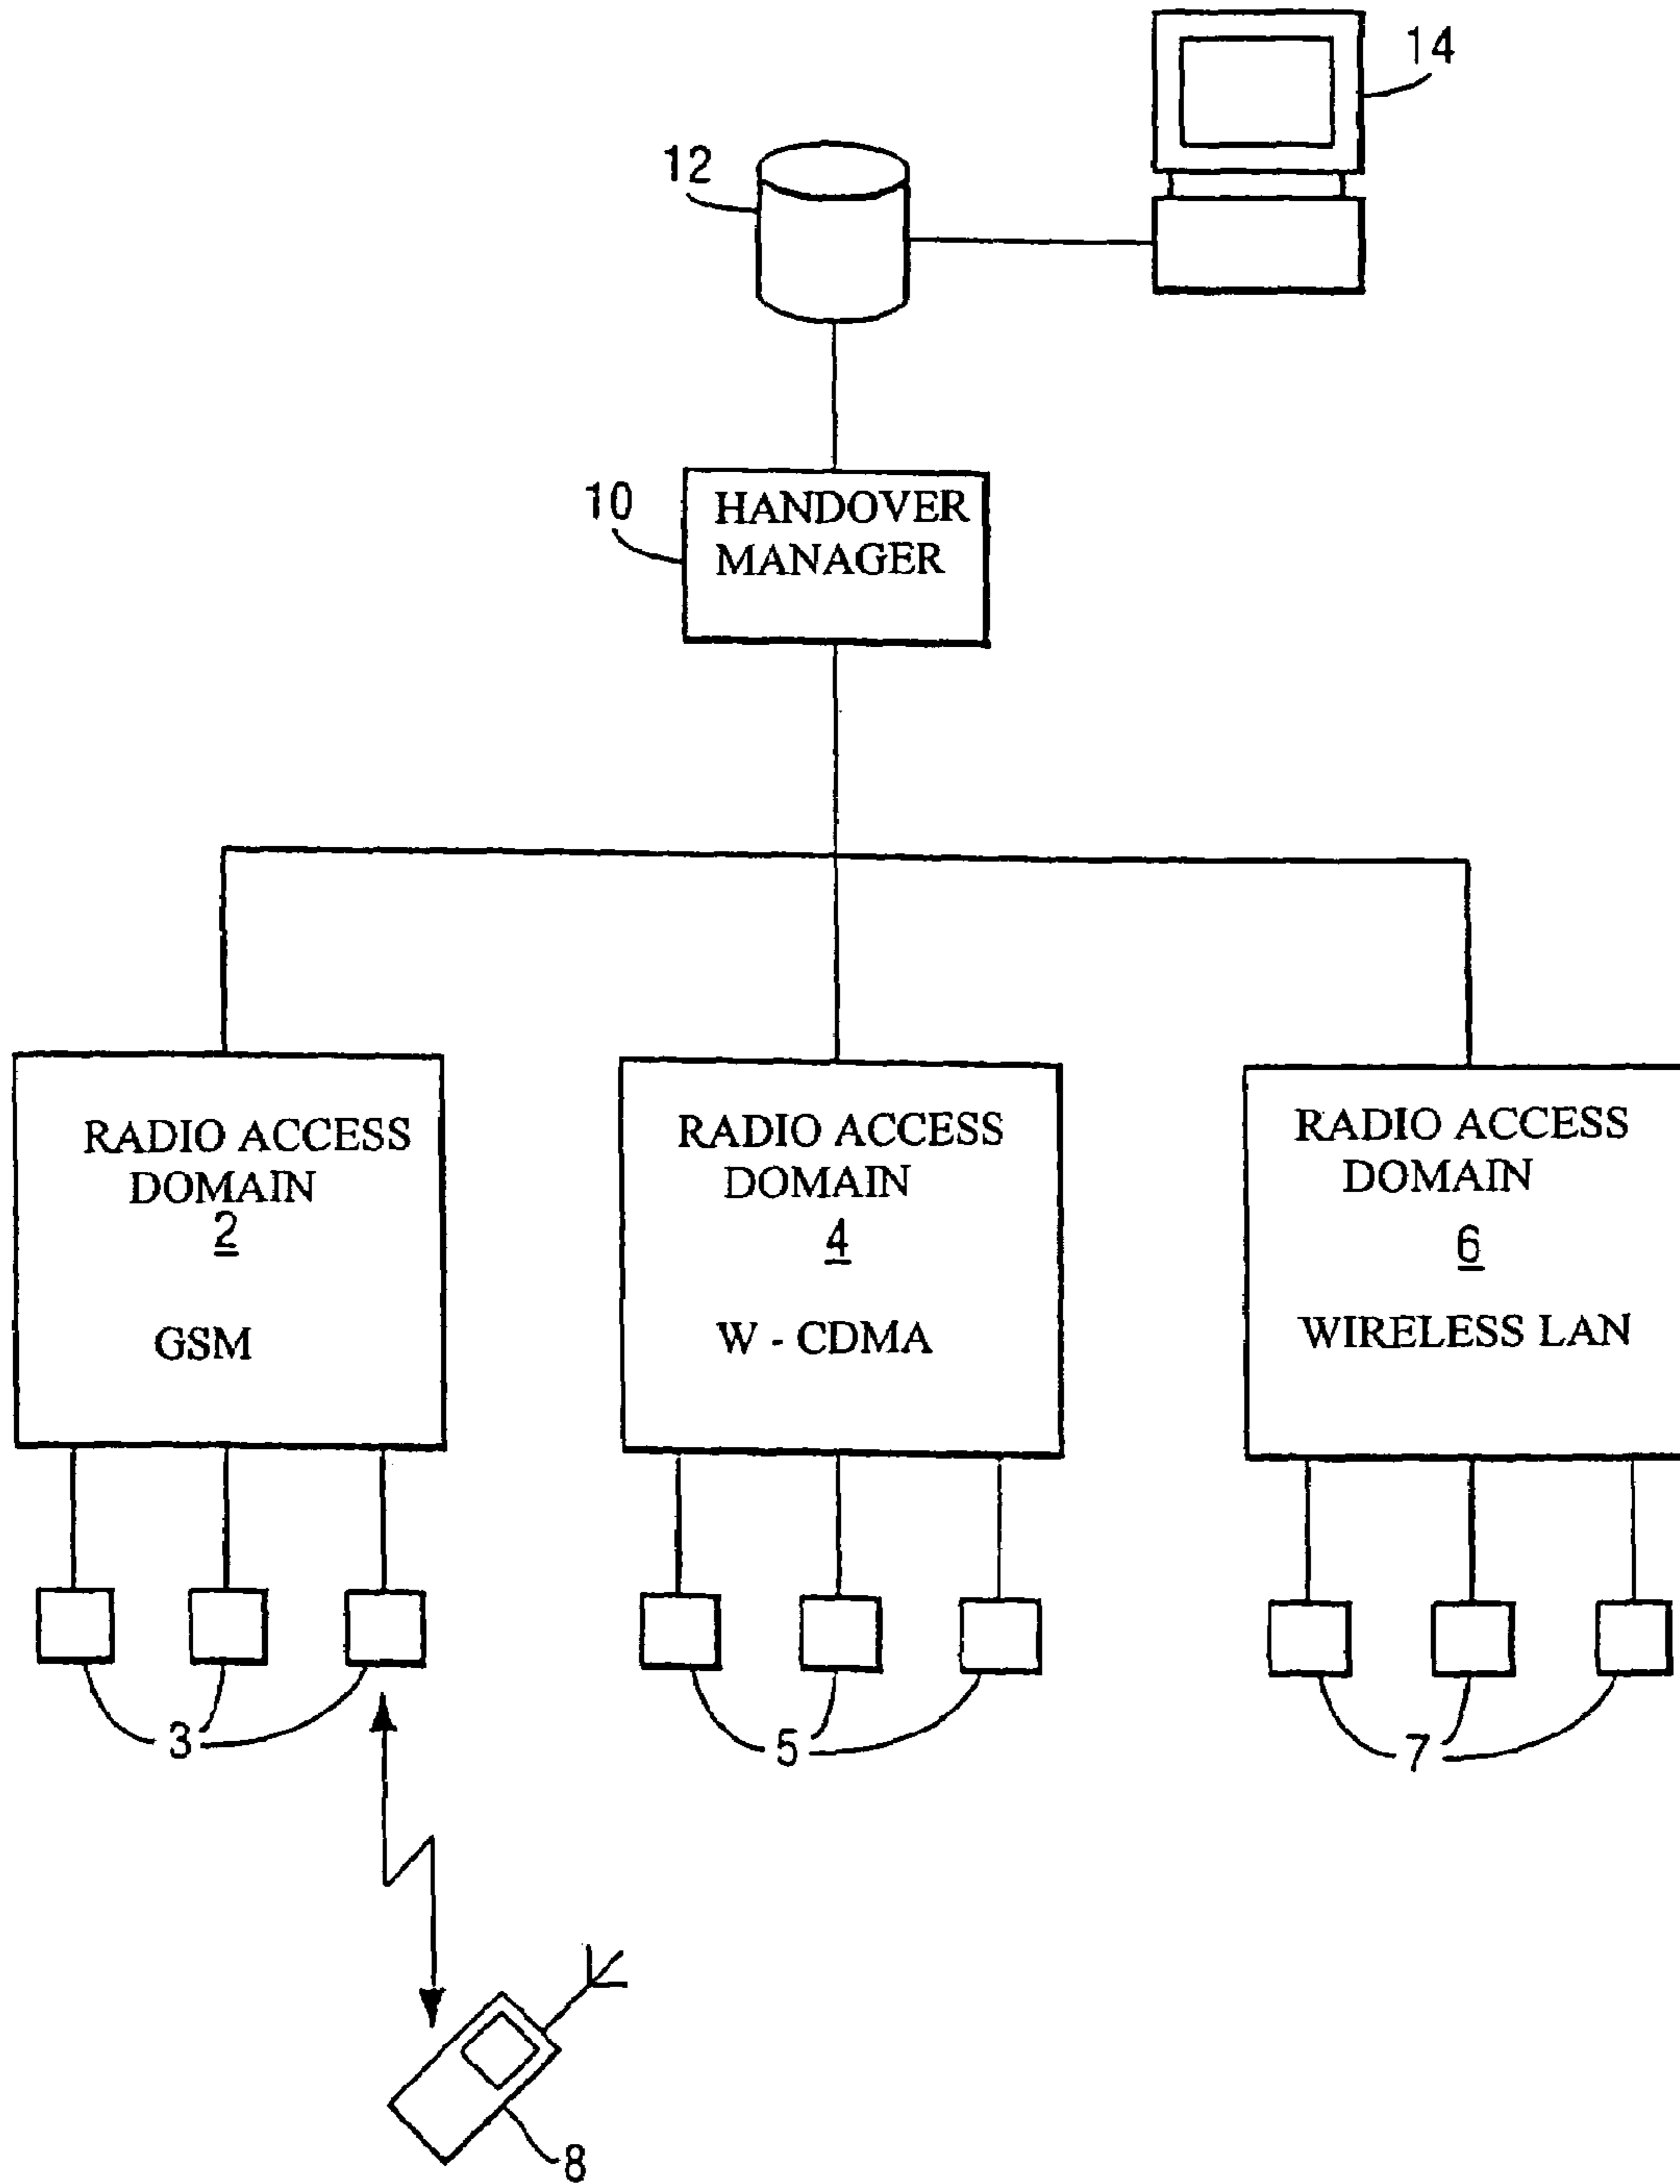 14
12
10
HANDOVER
MANAGER
RADIO ACCESS
DOMAIN
2
GSM
RADIO ACCESS
DOMAIN
4
W - CDMA
RADIO ACCESS
DOMAIN
6
WIRELESS LAN
3
5
7
8